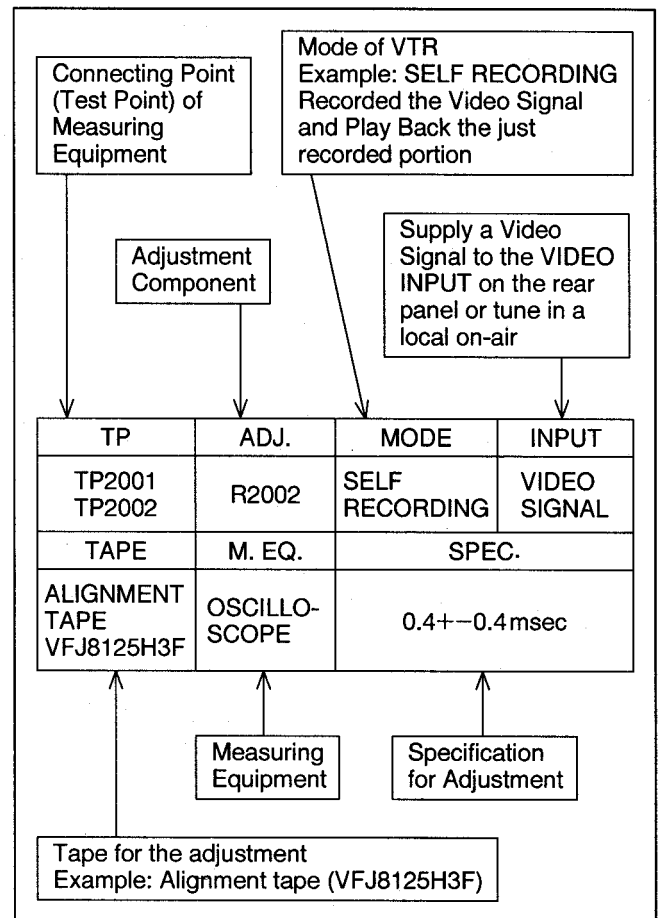 Connecting Point
(Test Point) of
Measuring
Equipment
Mode of VTR
Example: SELF RECORDING
Recorded the Video Signal
and Play Back the just
recorded portion
Adjustment
Component
Supply a Video
Signal to the VIDEO
INPUT on the rear
panel or tune in a
local on-air
TP ADJ. MODE INPUT
TP2001
TP2002
R2002
SELF
RECORDING
VIDEO
SIGNAL
TAPE M. EQ. SPEC.
ALIGNMENT
TAPE
VFJ8125H3F
OSCILLO-
SCOPE
0.4+-0.4msec
Measuring
Equipment
Specification
for Adjustment
Tape for the adjustment
Example: Alignment tape (VFJ8125H3F)